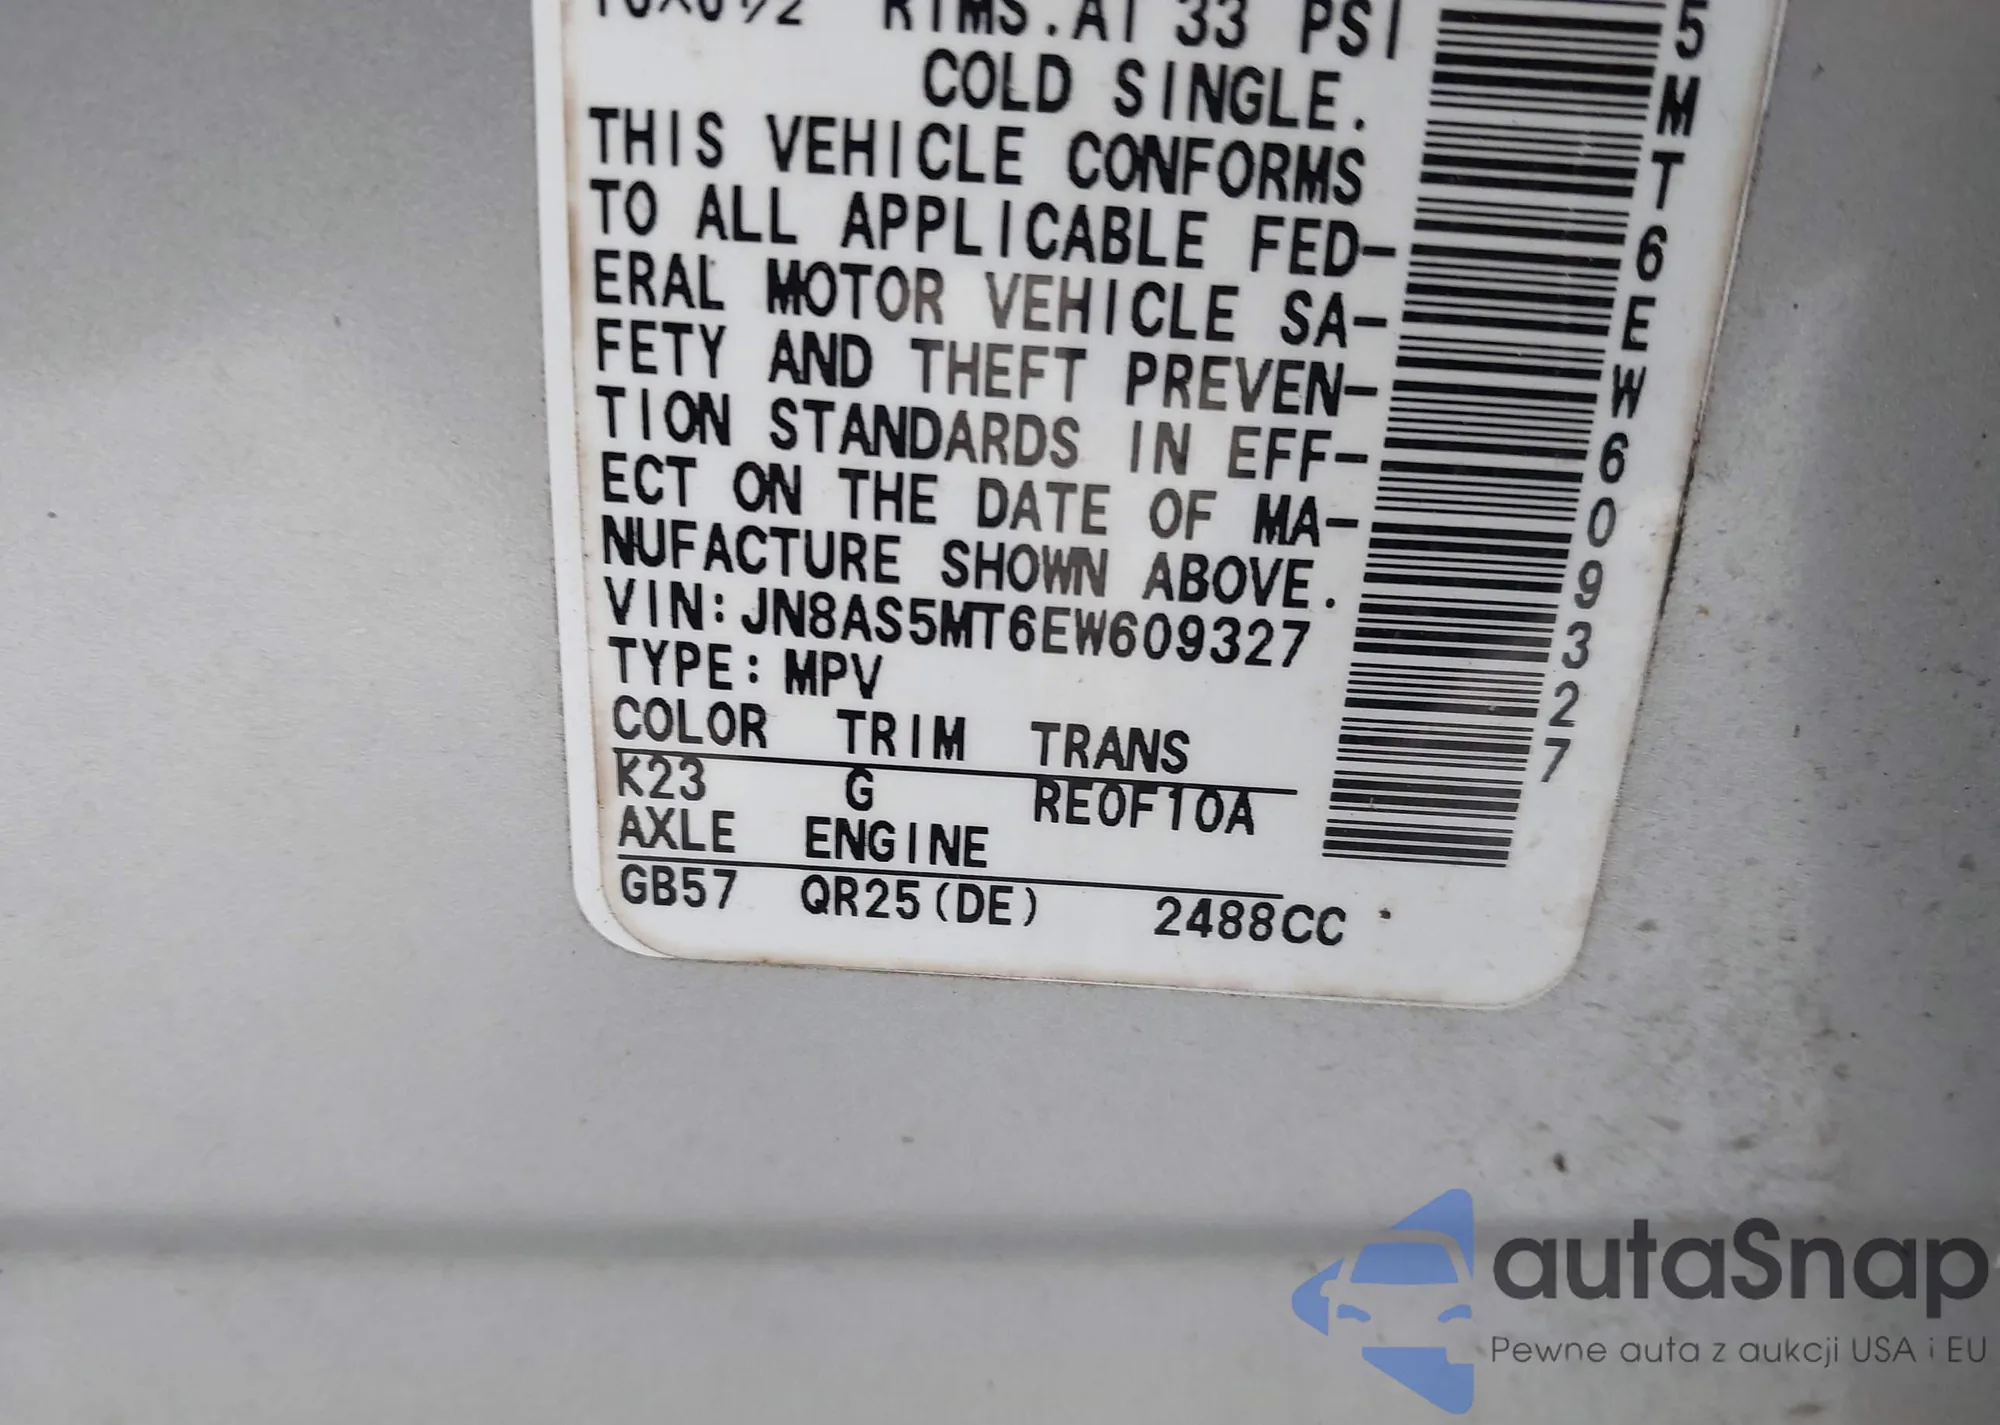 16X6½ RIMS.AT 33 PSI
COLD SINGLE.
THIS VEHICLE CONFORMS
TO ALL APPLICABLE FED-
ERAL MOTOR VEHICLE SA-
FETY AND THEFT PREVEN-
TION STANDARDS IN EFF-
ECT ON THE DATE OF MA-
NUFACTURE SHOWN ABOVE.
VIN:JN8AS5MT6EW609327
TYPE:MPV
COLOR TRIM TRANS
K23 G RE0F10A
AXLE ENGINE
GB57 QR25(DE) 2488CC
5MT6EW609327
autaSnap
Pewne auta z aukcji USA i EU